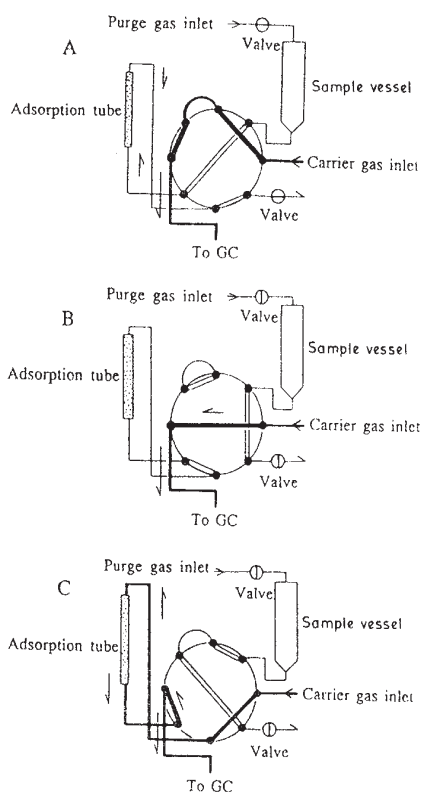 Purge gas inlet
A
Valve
Sample vessel
Adsorption tube
Carrier gas inlet
Valve
To GC
Purge gas inlet
B
Valve
Sample vessel
Adsorption tube
Carrier gas inlet
Valve
To GC
Purge gas inlet
C
Valve
Sample vessel
Adsorption tube
Carrier gas inlet
Valve
To GC